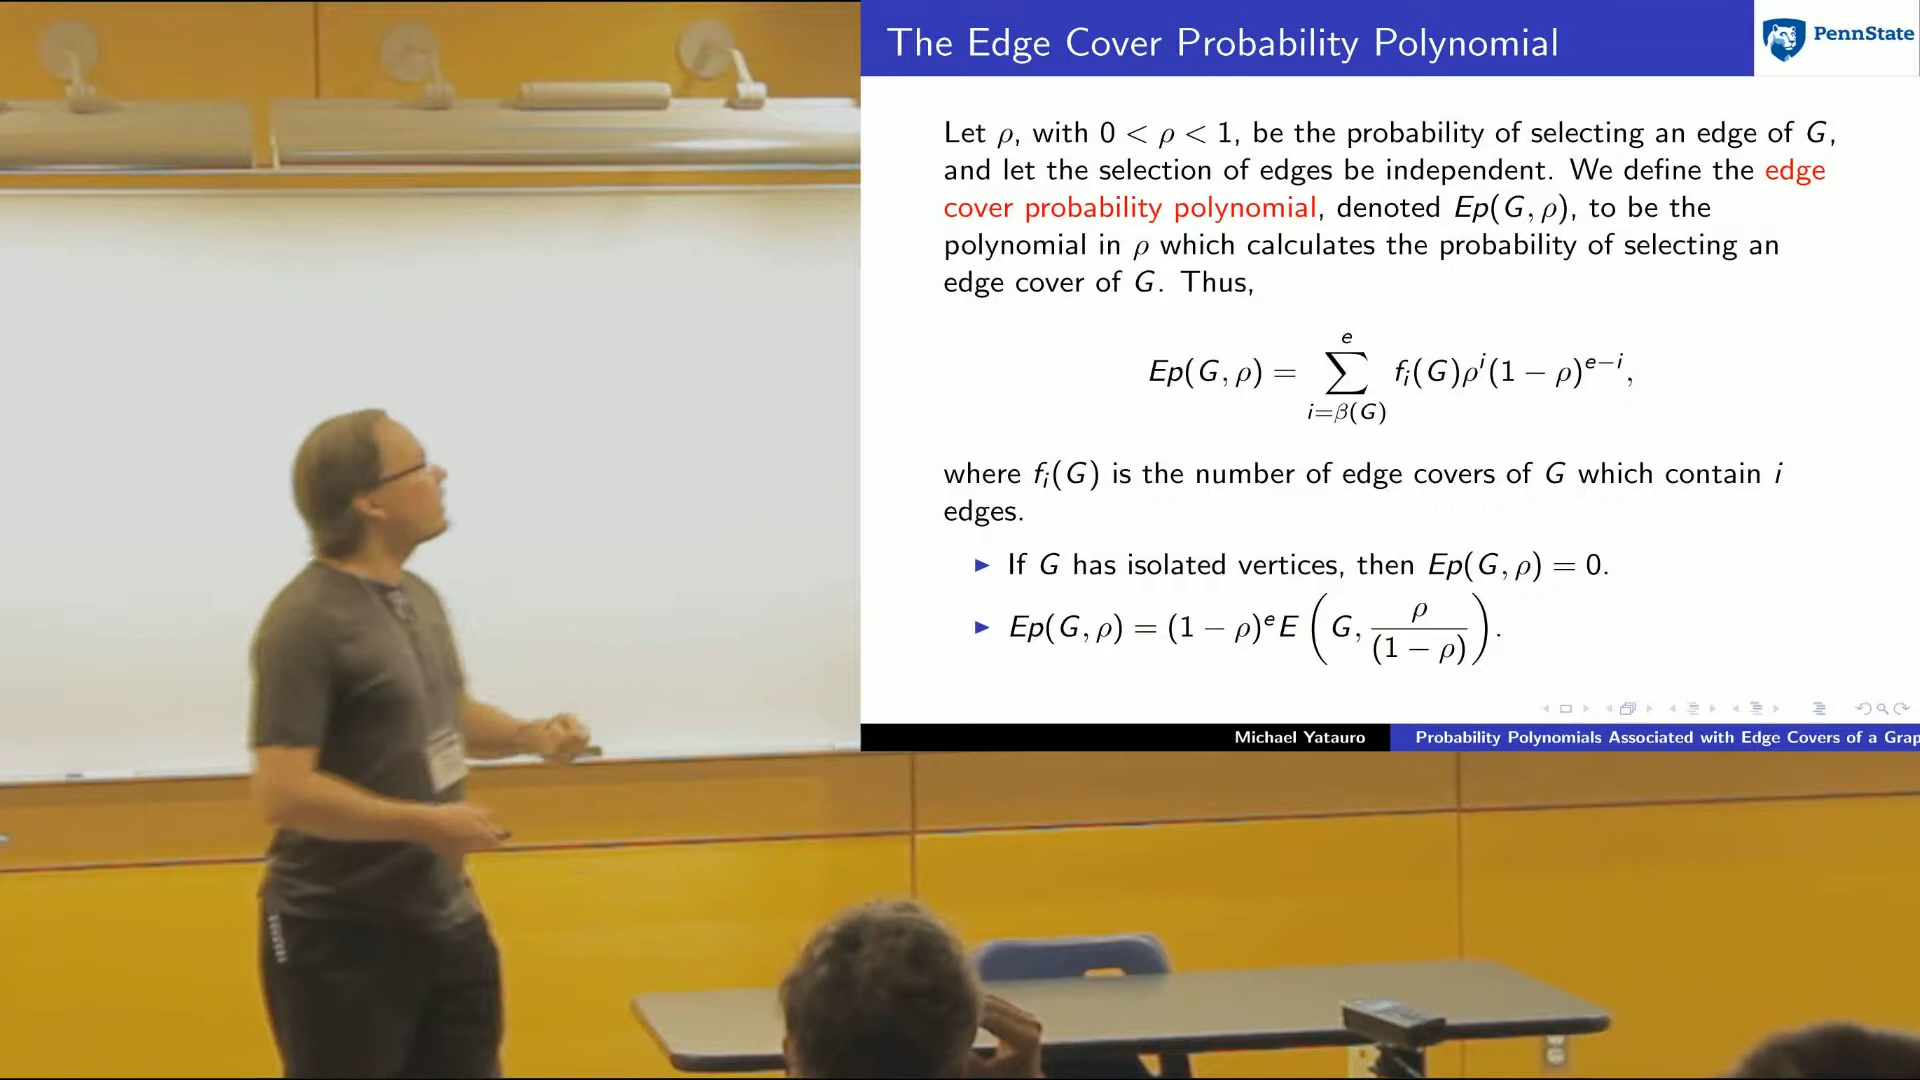 The Edge Cover Probability Polynomial
PennState
Let ρ, with 0 < ρ < 1, be the probability of selecting an edge of G,
and let the selection of edges be independent. We define the edge
cover probability polynomial, denoted Ep(G, ρ), to be the
polynomial in ρ which calculates the probability of selecting an
edge cover of G. Thus,
Ep(G, ρ) = ∑_{i=β(G)}^{e} f_i(G)ρ^i(1 − ρ)^{e−i},
where f_i(G) is the number of edge covers of G which contain i
edges.
▶ If G has isolated vertices, then Ep(G, ρ) = 0.
▶ Ep(G, ρ) = (1 − ρ)^e E(G, ρ/(1 − ρ)).
Michael Yatauro
Probability Polynomials Associated with Edge Covers of a Grap